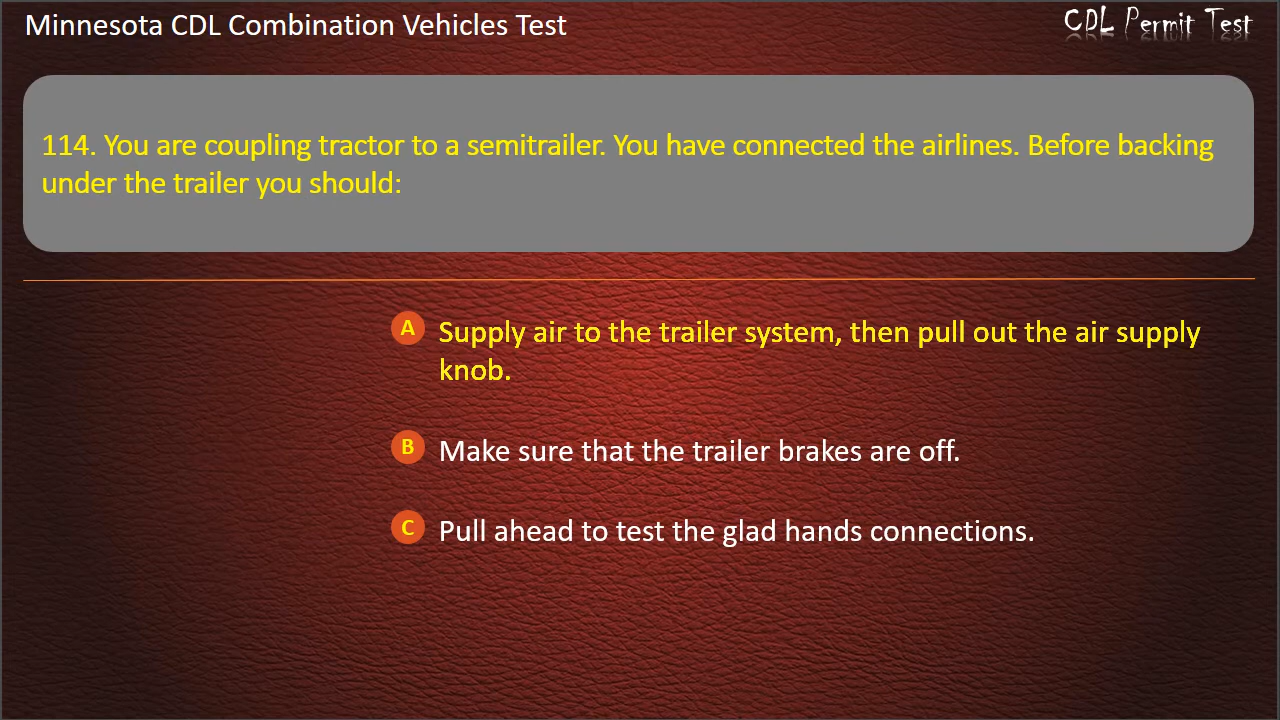 Minnesota CDL Combination Vehicles Test
CDL Permit Test
114. You are coupling tractor to a semitrailer. You have connected the airlines. Before backing
under the trailer you should:
A Supply air to the trailer system, then pull out the air supply
knob.
B Make sure that the trailer brakes are off.
C Pull ahead to test the glad hands connections.